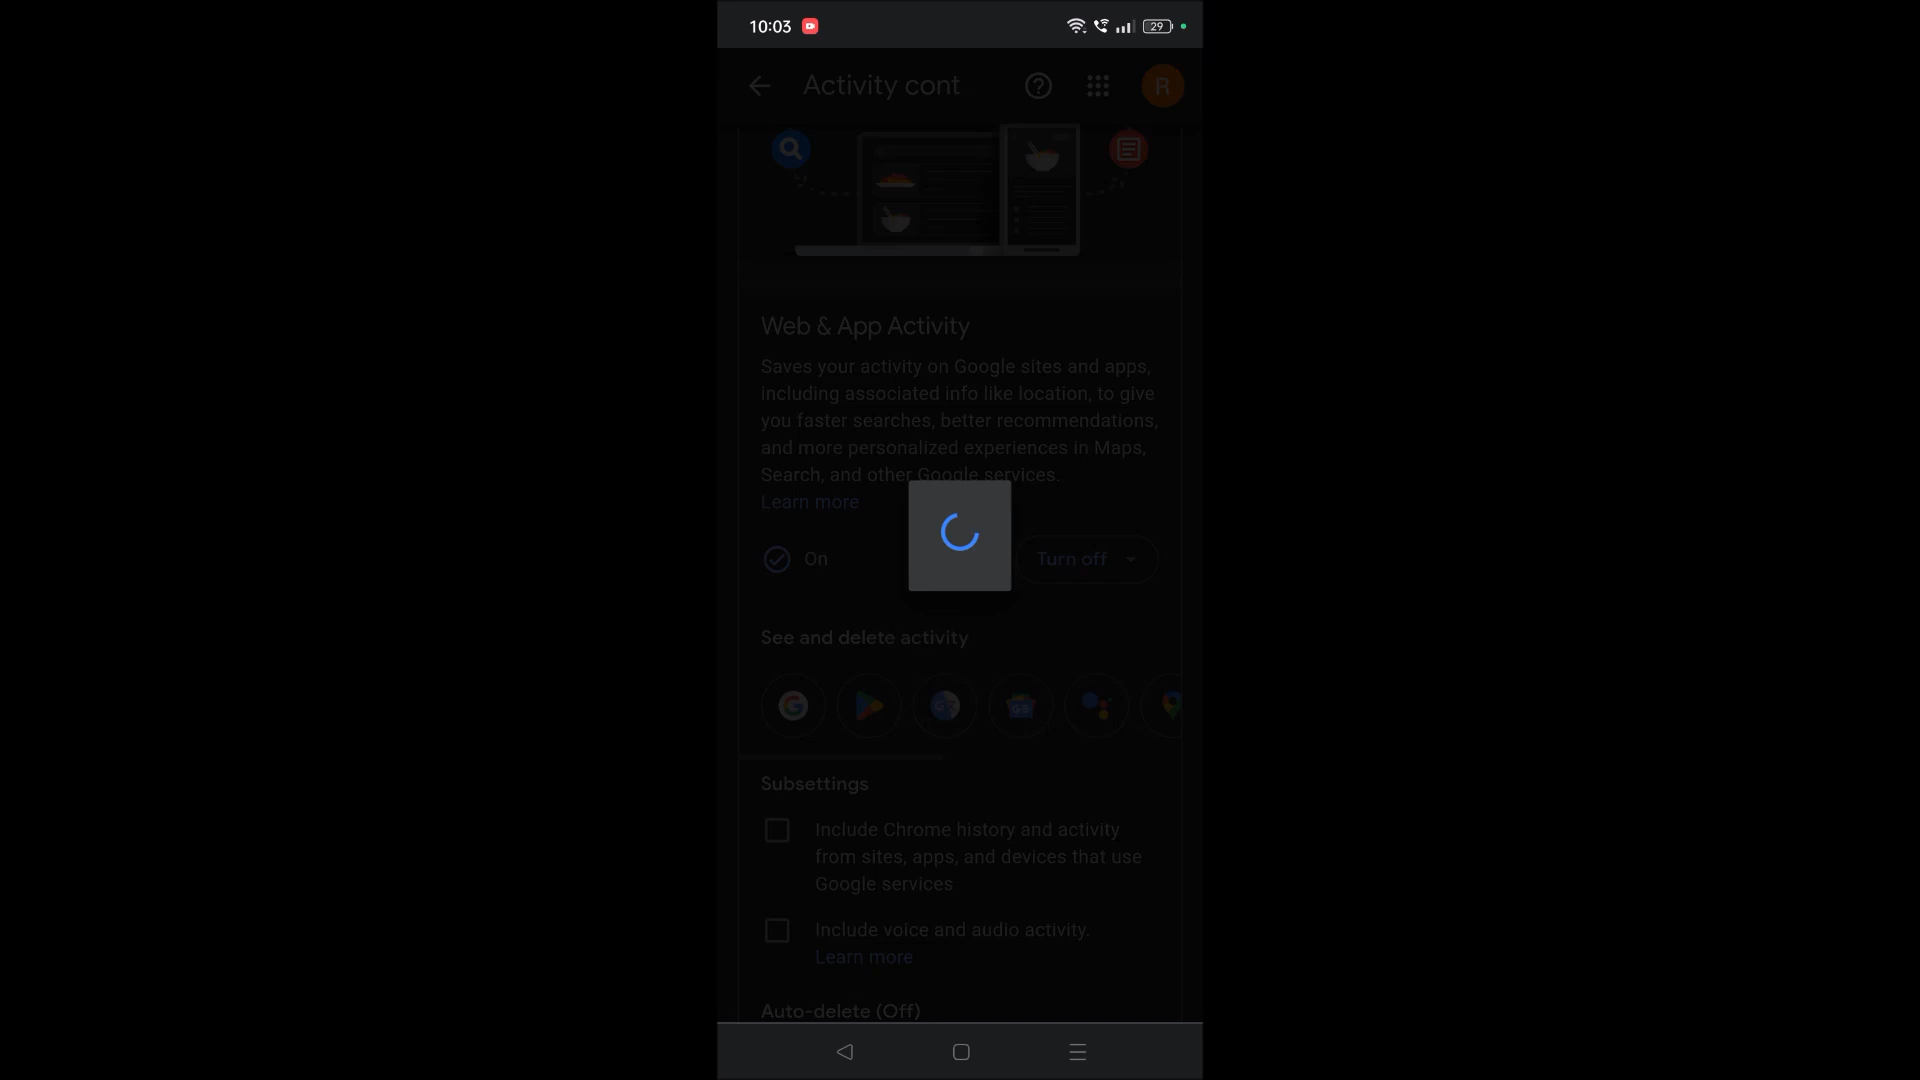 10:03
29
Activity cont
R
Web & App Activity
Saves your activity on Google sites and apps,
including associated info like location, to give
you faster searches, better recommendations,
and more personalized experiences in Maps,
Search, and other Google services.
Learn more
On
Turn off
See and delete activity
Subsettings
Include Chrome history and activity
from sites, apps, and devices that use
Google services
Include voice and audio activity.
Learn more
Auto-delete (Off)